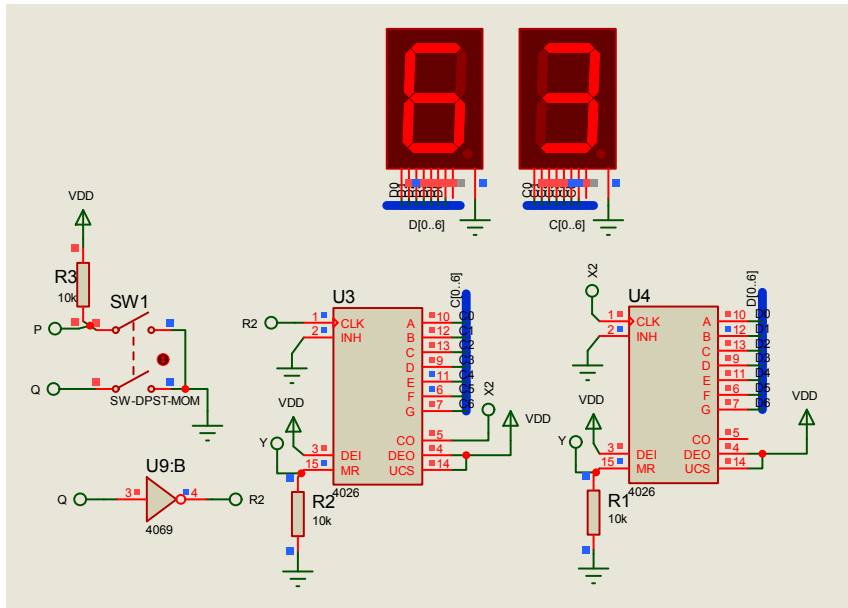 6 3
D0
C0
D[0..6] C[0..6]
VDD
R3
10k
SW1
P
Q
SW-DPST-MOM
U9:B
Q 3 4 R2
4069
U3
C[0..6]
R2 1 CLK A 10 C0
2 INH B 12 C1
C 13 C2
D 9 C3
E 11 C4
F 6 C5
G 7 C6
X2
VDD
VDD
CO 5
Y
3 DEI DEO 4
15 MR UCS 14
4026
R2
10k
X2
U4
D[0..6]
1 CLK A 10 D0
2 INH B 12 D1
C 13 D2
D 9 D3
E 11 D4
F 6 D5
G 7 D6
VDD
VDD
CO 5
Y
3 DEI DEO 4
15 MR UCS 14
4026
R1
10k